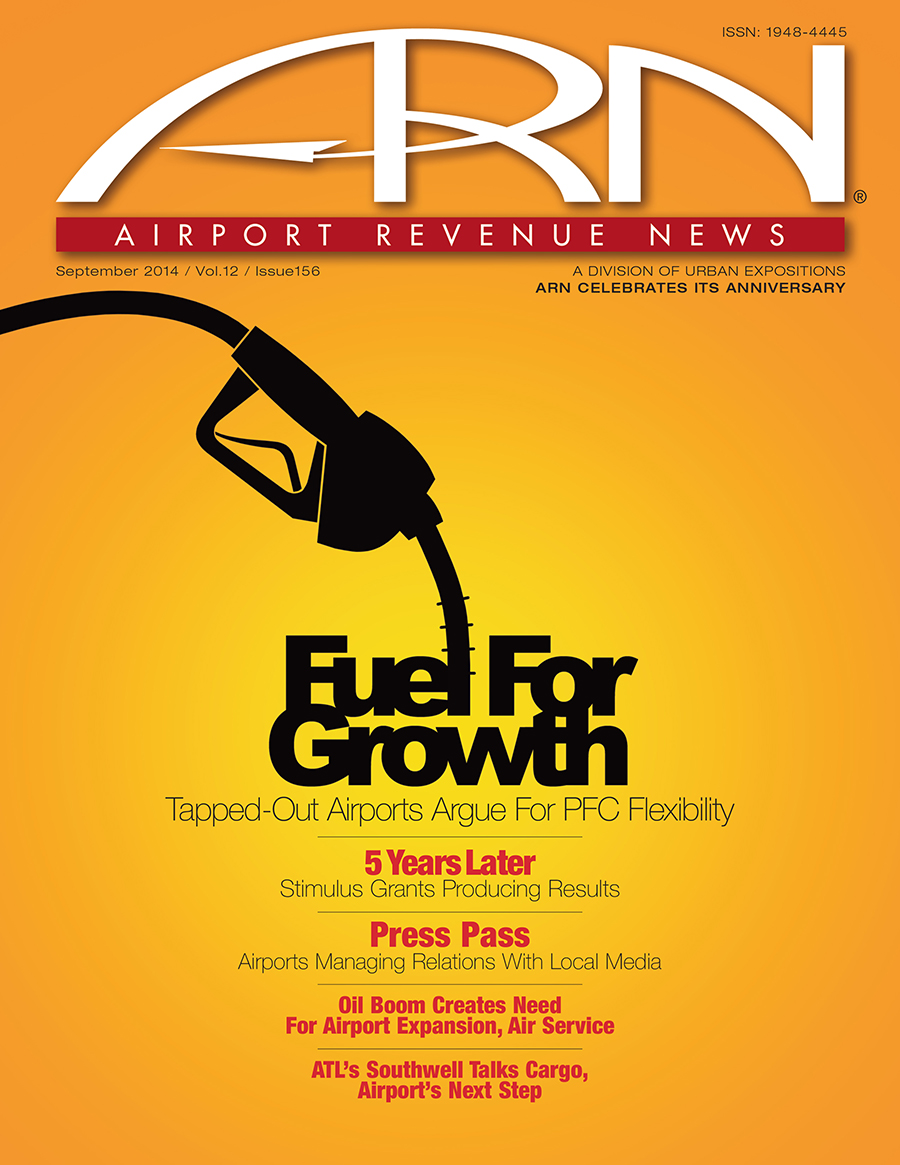 ISSN: 1948-4445
ARN®
AIRPORT REVENUE NEWS
September 2014 / Vol.12 / Issue156
A DIVISION OF URBAN EXPOSITIONS
ARN CELEBRATES ITS ANNIVERSARY
Fuel For
Growth
Tapped-Out Airports Argue For PFC Flexibility
5 Years Later
Stimulus Grants Producing Results
Press Pass
Airports Managing Relations With Local Media
Oil Boom Creates Need
For Airport Expansion, Air Service
ATL's Southwell Talks Cargo,
Airport's Next Step